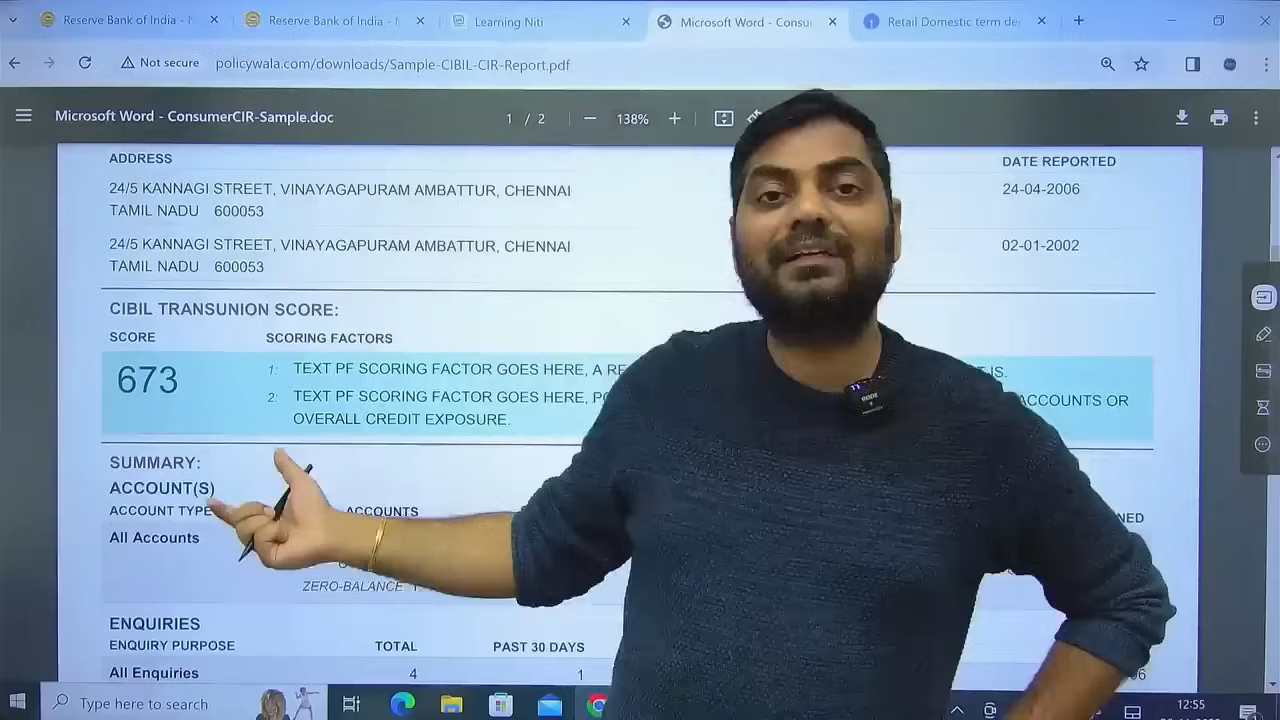 Reserve Bank of India -
Reserve Bank of India -
Learning Niti
Microsoft Word - Consu
Retail Domestic term de
Not secure
policywala.com/downloads/Sample-CIBIL-CIR-Report.pdf
Microsoft Word - ConsumerCIR-Sample.doc
1 / 2
138%
ADDRESS
DATE REPORTED
24/5 KANNAGI STREET, VINAYAGAPURAM AMBATTUR, CHENNAI
24-04-2006
TAMIL NADU 600053
24/5 KANNAGI STREET, VINAYAGAPURAM AMBATTUR, CHENNAI
02-01-2002
TAMIL NADU 600053
CIBIL TRANSUNION SCORE:
SCORE
SCORING FACTORS
673
1: TEXT PF SCORING FACTOR GOES HERE, A RE IS.
2: TEXT PF SCORING FACTOR GOES HERE, ACCOUNTS OR
OVERALL CREDIT EXPOSURE.
SUMMARY:
ACCOUNT(S)
ACCOUNT TYPE
ACCOUNTS
NED
All Accounts
ZERO-BALANCE
ENQUIRIES
ENQUIRY PURPOSE
TOTAL
PAST 30 DAYS
All Enquiries
4
1
06
RODE
Type here to search
12:55